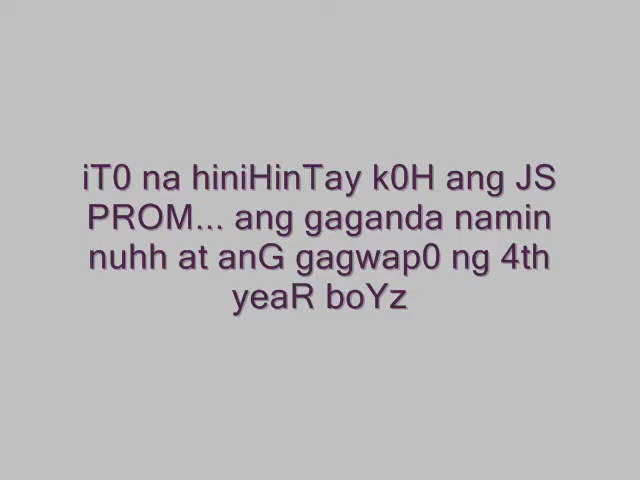 iT0 na hiniHinTay k0H ang JS
PROM... ang gaganda namin
nuhh at anG gagwap0 ng 4th
yeaR boYz